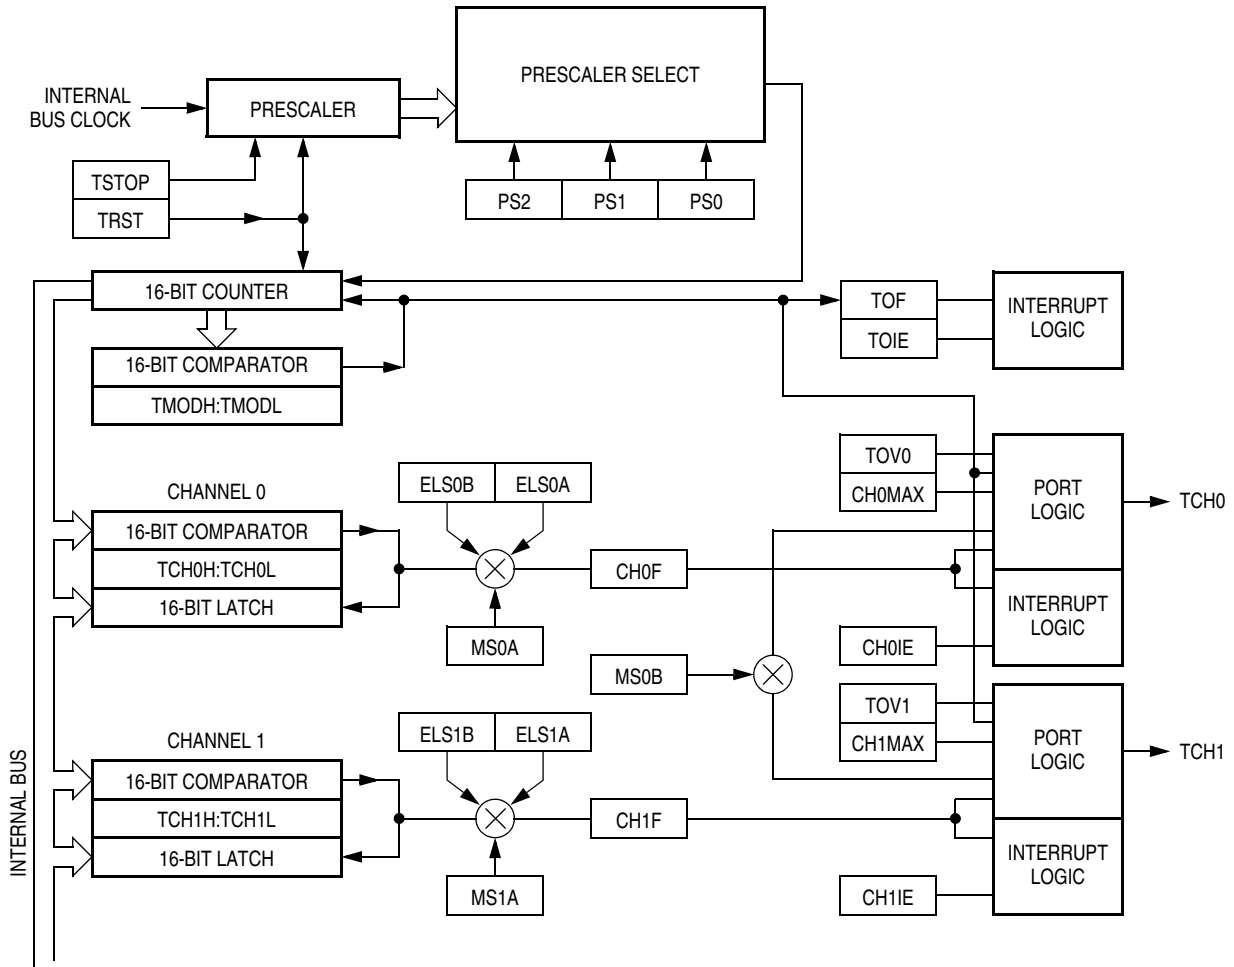 PRESCALER SELECT
INTERNAL
BUS CLOCK
PRESCALER
TSTOP
TRST
PS2
PS1
PS0
16-BIT COUNTER
16-BIT COMPARATOR
TMODH:TMODL
TOF
TOIE
INTERRUPT
LOGIC
CHANNEL 0
16-BIT COMPARATOR
TCH0H:TCH0L
16-BIT LATCH
ELS0B
ELS0A
MS0A
CH0F
TOV0
CH0MAX
PORT
LOGIC
TCH0
INTERRUPT
LOGIC
CH0IE
MS0B
CHANNEL 1
16-BIT COMPARATOR
TCH1H:TCH1L
16-BIT LATCH
ELS1B
ELS1A
MS1A
CH1F
TOV1
CH1MAX
PORT
LOGIC
TCH1
INTERRUPT
LOGIC
CH1IE
INTERNAL BUS